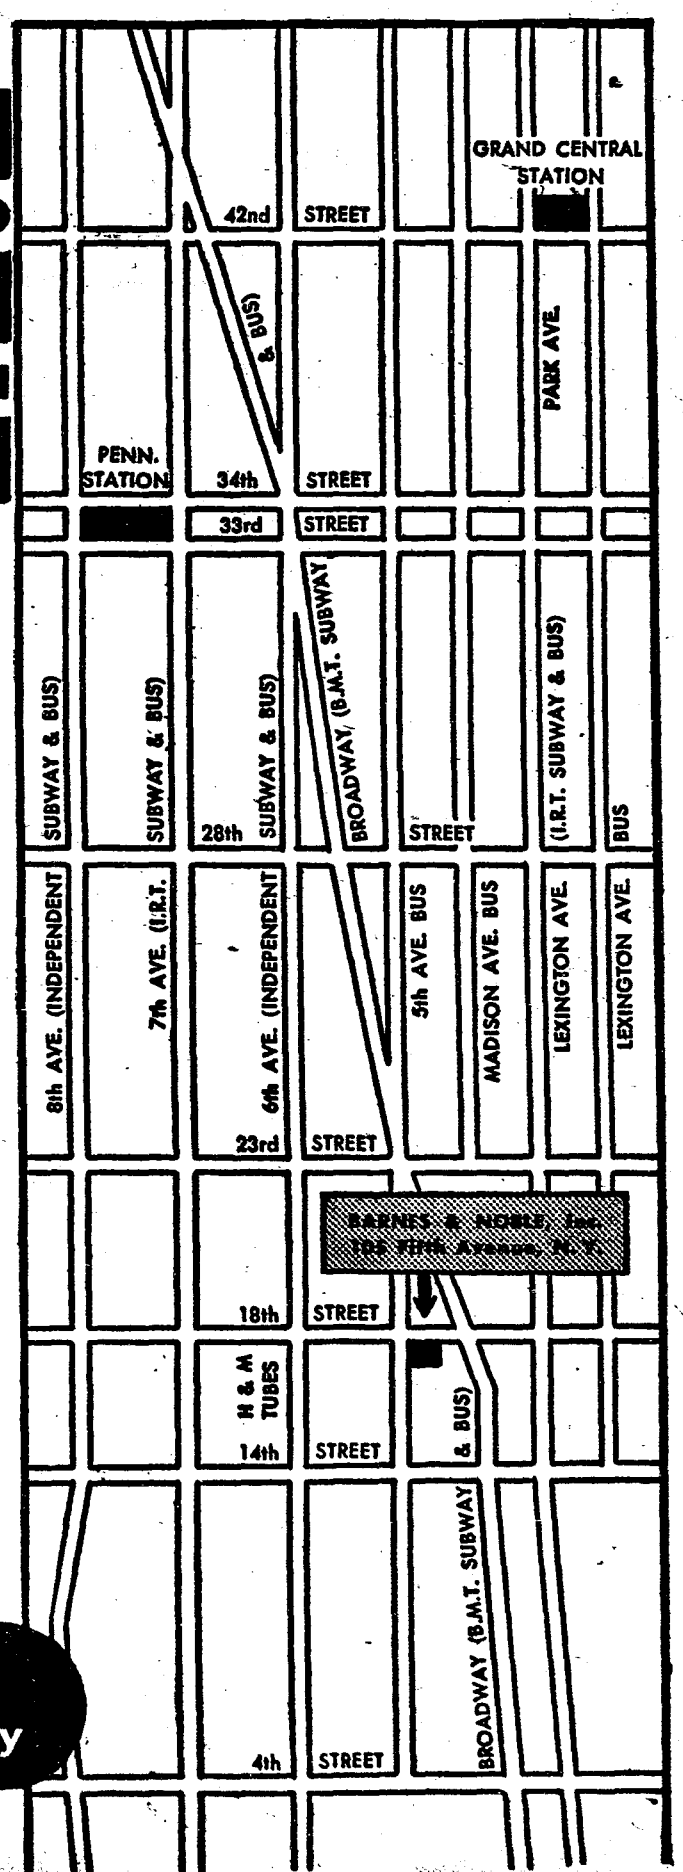 GRAND CENTRAL
STATION
42nd STREET
& BUS)
PARK AVE.
PENN.
STATION
34th STREET
33rd STREET
SUBWAY & BUS)
SUBWAY & BUS)
SUBWAY & BUS)
BROADWAY (B.M.T. SUBWAY
(I.R.T. SUBWAY & BUS)
BUS
28th STREET
8th AVE. (INDEPENDENT
7th AVE. (I.R.T.
6th AVE. (INDEPENDENT
5th AVE. BUS
MADISON AVE. BUS
LEXINGTON AVE.
LEXINGTON AVE.
23rd STREET
BARNES & NOBLE, Inc.
105 Fifth Avenue, N. Y.
18th STREET
H & M
TUBES
& BUS)
14th STREET
BROADWAY (B.M.T. SUBWAY
4th STREET
y